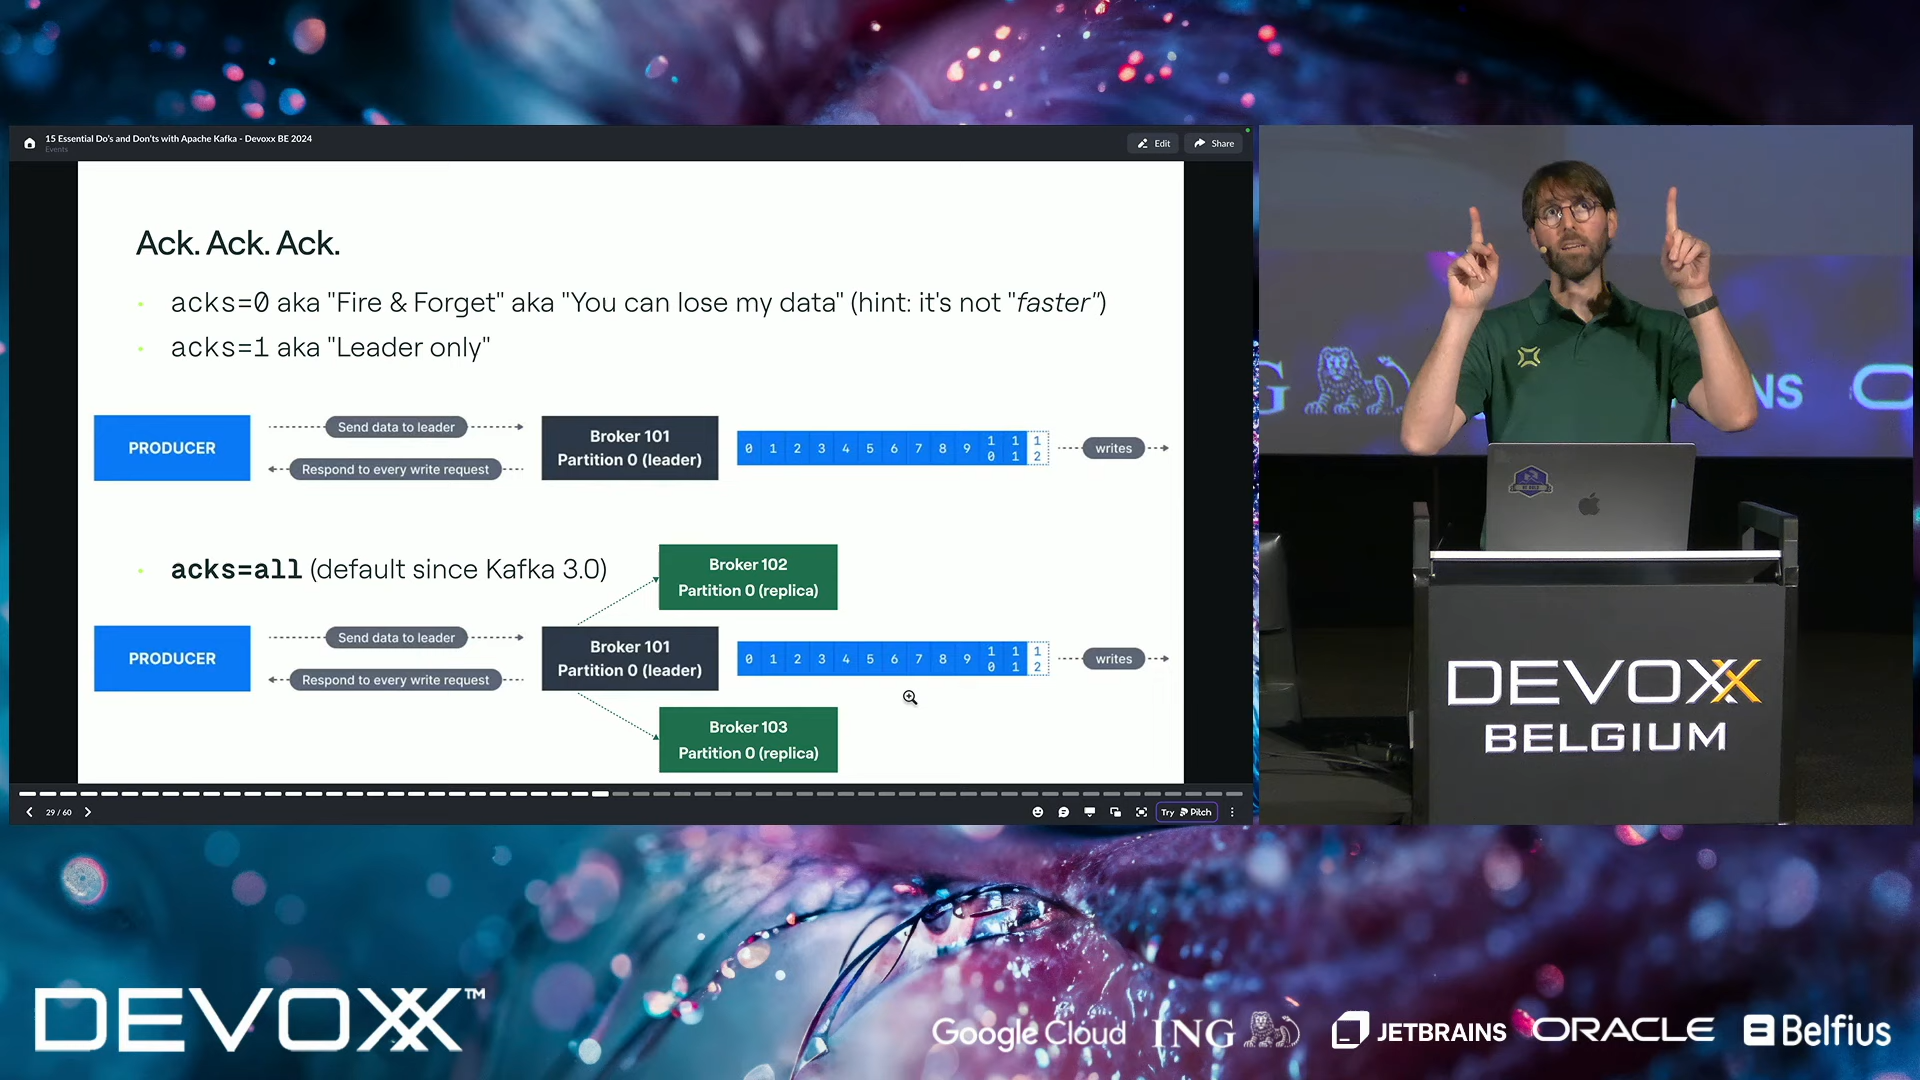 15 Essential Do's and Don'ts with Apache Kafka - Devoxx BE 2024
Events
Edit
Share
Ack. Ack. Ack.
acks=0 aka "Fire & Forget" aka "You can lose my data" (hint: it's not "faster")
acks=1 aka "Leader only"
PRODUCER
Send data to leader
Respond to every write request
Broker 101
Partition 0 (leader)
0 1 2 3 4 5 6 7 8 9 10 11 12
writes
acks=all (default since Kafka 3.0)
Broker 102
Partition 0 (replica)
PRODUCER
Send data to leader
Respond to every write request
Broker 101
Partition 0 (leader)
0 1 2 3 4 5 6 7 8 9 10 11 12
writes
Broker 103
Partition 0 (replica)
29 / 60
Try Pitch
G
NS
DEVOXX
BELGIUM
DEVOXX™
Google Cloud
ING
JETBRAINS
ORACLE
Belfius